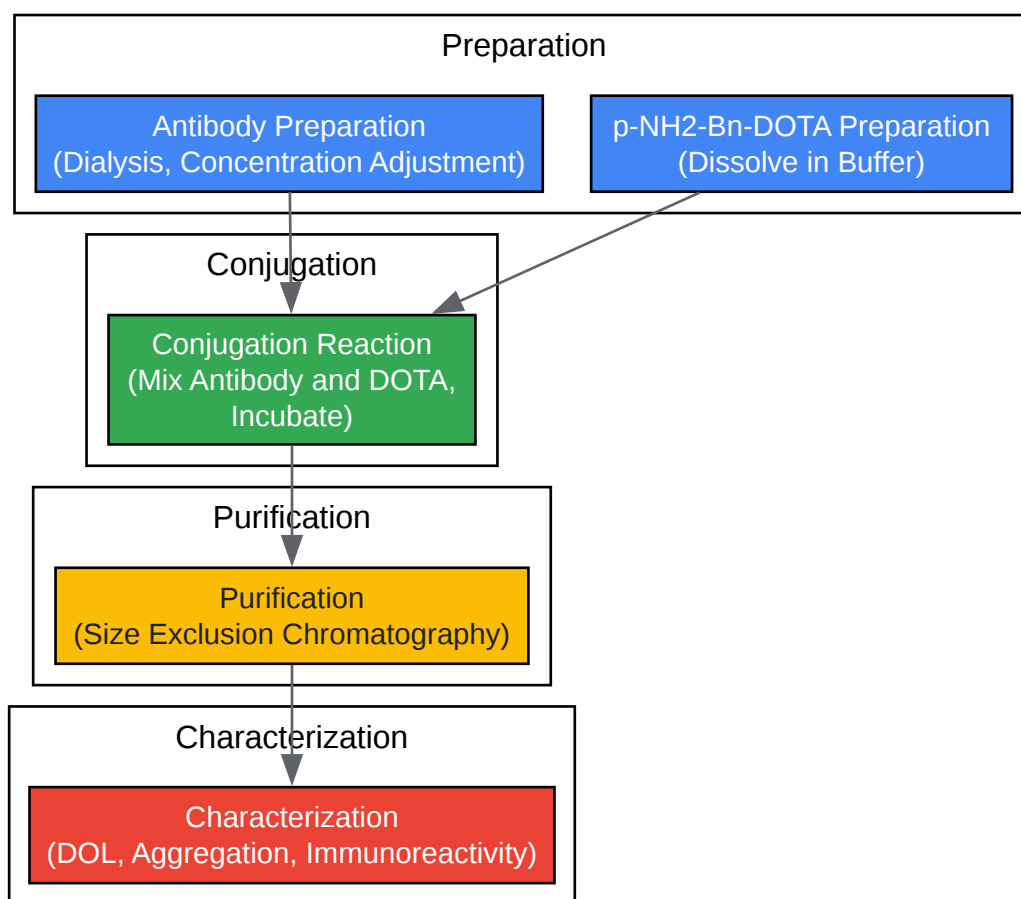 Preparation
Antibody Preparation
(Dialysis, Concentration Adjustment)
p-NH2-Bn-DOTA Preparation
(Dissolve in Buffer)
Conjugation
Conjugation Reaction
(Mix Antibody and DOTA,
Incubate)
Purification
Purification
(Size Exclusion Chromatography)
Characterization
Characterization
(DOL, Aggregation, Immunoreactivity)